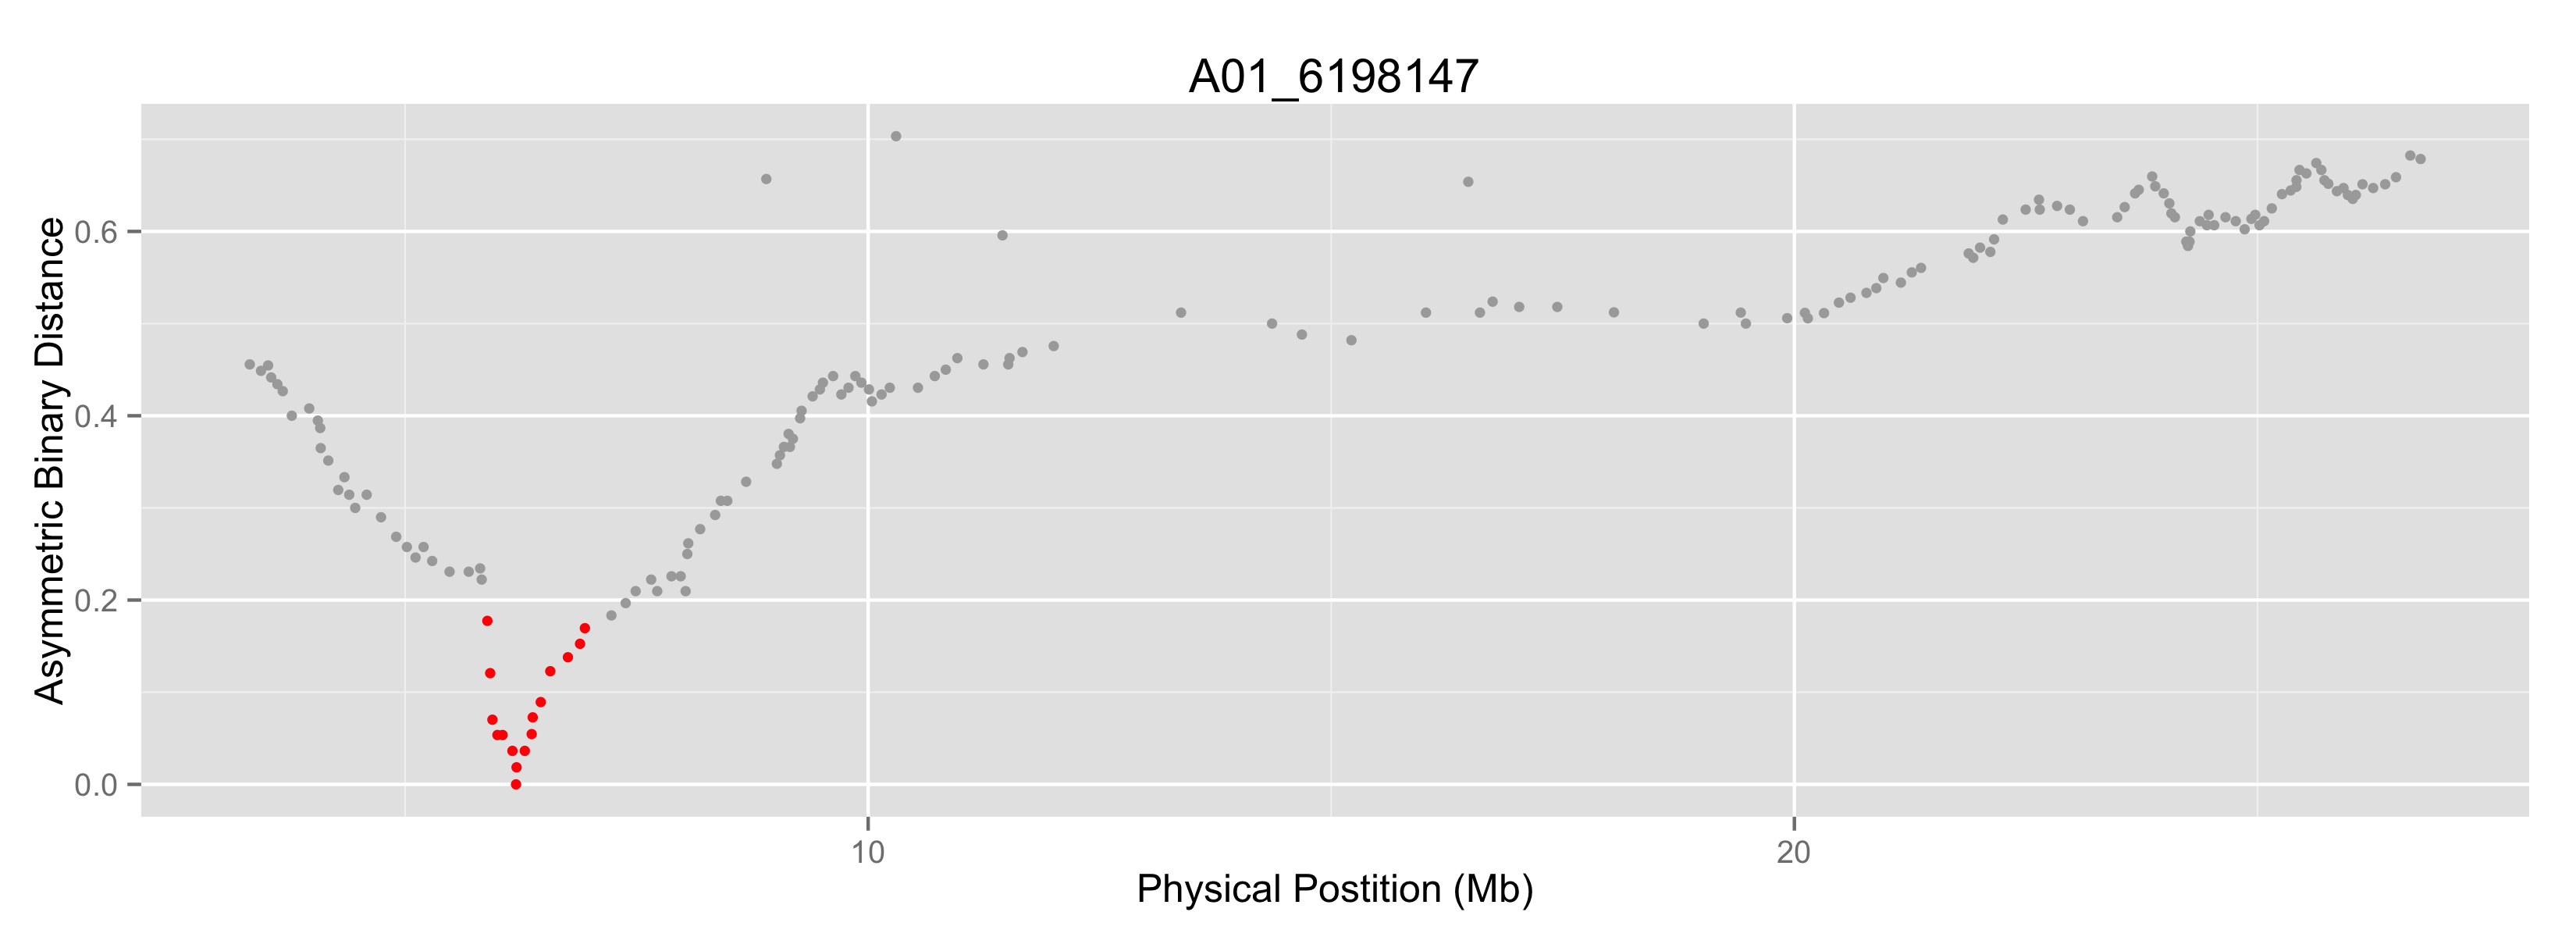 A01_6198147
Asymmetric Binary Distance
0.6
0.4
0.2
0.0
10
20
Physical Postition (Mb)